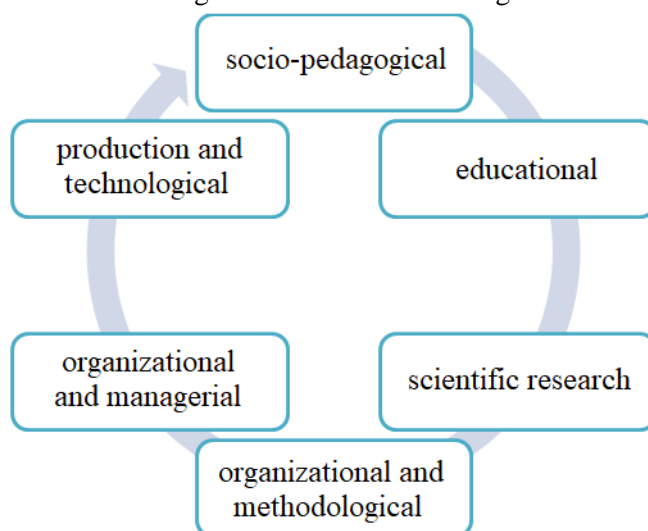 socio-pedagogical
educational
scientific research
organizational and
methodological
organizational
and managerial
production and
technological